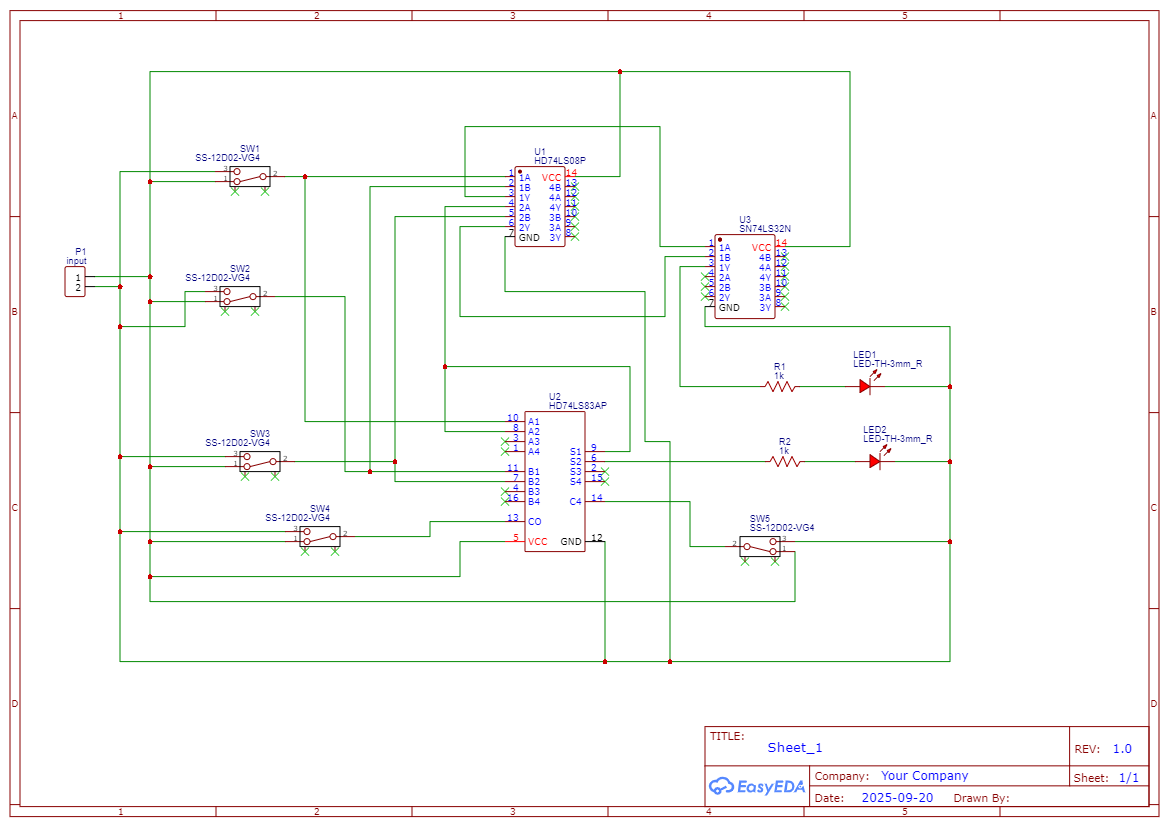 1 2 3 4 5
A A
B B
C C
D D
P1
input
1
2
SW1
SS-12D02-VG4
3
1
2
SW2
SS-12D02-VG4
3
1
2
SW3
SS-12D02-VG4
3
1
2
SW4
SS-12D02-VG4
3
1
2
U1
HD74LS08P
1 1A VCC 14
2 1B 4B 13
3 1Y 4A 12
4 2A 4Y 11
5 2B 3B 10
6 2Y 3A 9
7 GND 3Y 8
U3
SN74LS32N
1 1A VCC 14
2 1B 4B 13
3 1Y 4A 12
4 2A 4Y 11
5 2B 3B 10
6 2Y 3A 9
7 GND 3Y 8
R1
1k
LED1
LED-TH-3mm_R
R2
1k
LED2
LED-TH-3mm_R
U2
HD74LS83AP
10 A1
8 A2
3 A3
1 A4
S1 9
S2 6
11 B1 S3 2
7 B2 S4 15
4 B3
16 B4 C4 14
13 CO
5 VCC GND 12
SW5
SS-12D02-VG4
2
3
1
TITLE:
Sheet_1
REV: 1.0
EasyEDA
Company: Your Company
Sheet: 1/1
Date: 2025-09-20 Drawn By:
1 2 3 4 5